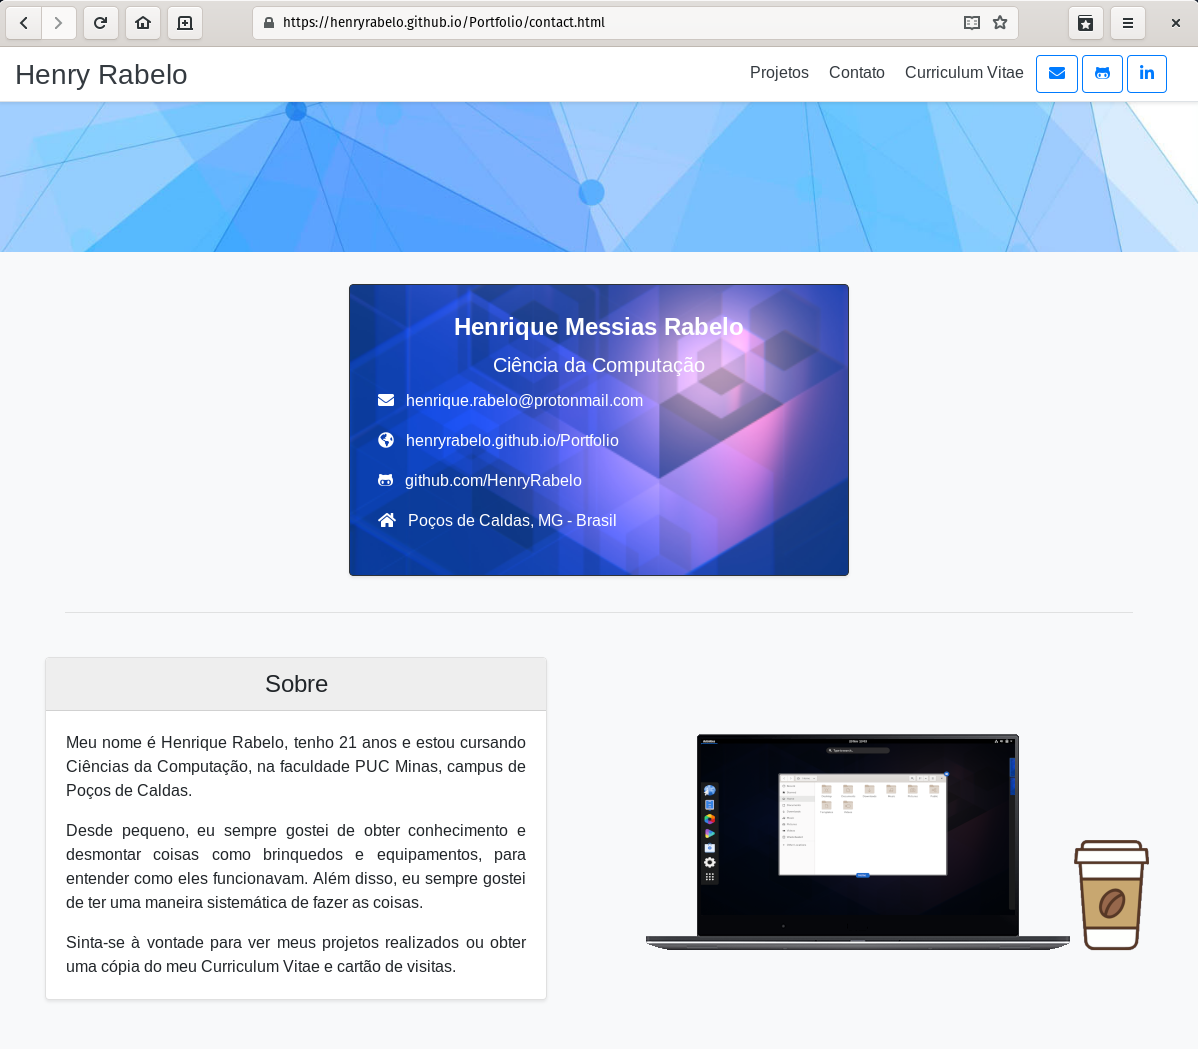 https://henryrabelo.github.io/Portfolio/contact.html
Henry Rabelo
Projetos Contato Curriculum Vitae
Henrique Messias Rabelo
Ciência da Computação
henrique.rabelo@protonmail.com
henryrabelo.github.io/Portfolio
github.com/HenryRabelo
Poços de Caldas, MG - Brasil
Sobre
Meu nome é Henrique Rabelo, tenho 21 anos e estou cursando
Ciências da Computação, na faculdade PUC Minas, campus de
Poços de Caldas.
Desde pequeno, eu sempre gostei de obter conhecimento e
desmontar coisas como brinquedos e equipamentos, para
entender como eles funcionavam. Além disso, eu sempre gostei
de ter uma maneira sistemática de fazer as coisas.
Sinta-se à vontade para ver meus projetos realizados ou obter
uma cópia do meu Curriculum Vitae e cartão de visitas.